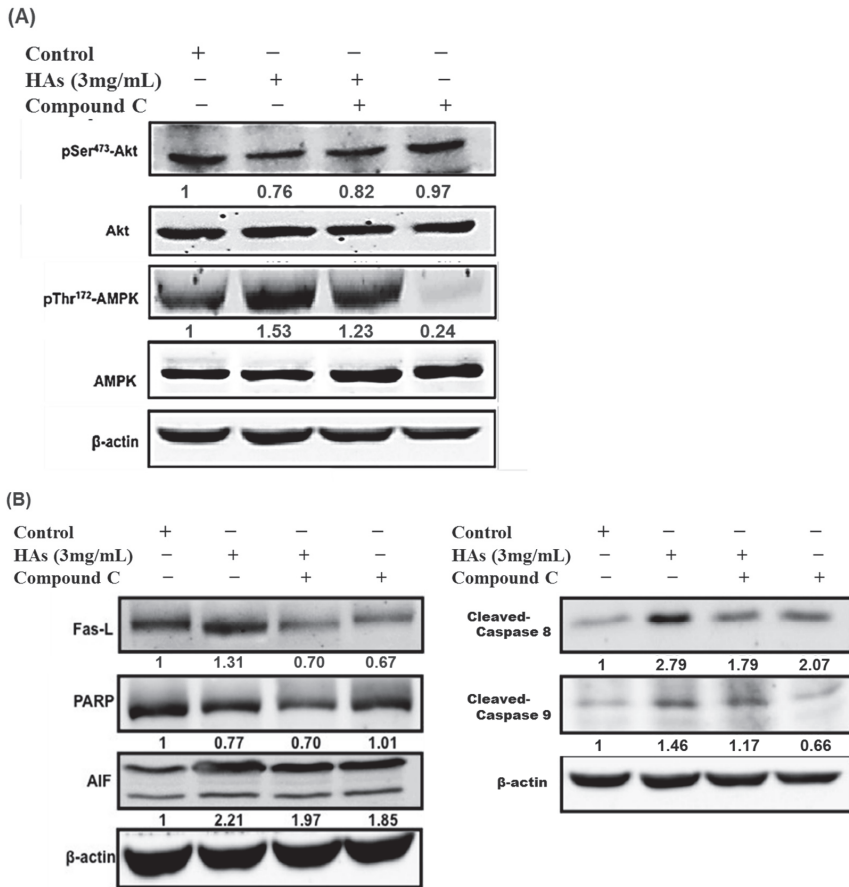 (A)
Control + − − −
HAs (3mg/mL) − + + −
Compound C − − + +
pSer⁴⁷³-Akt
1 0.76 0.82 0.97
Akt
pThr¹⁷²-AMPK
1 1.53 1.23 0.24
AMPK
β-actin
(B)
Control + − − −
HAs (3mg/mL) − + + −
Compound C − − + +
Fas-L
1 1.31 0.70 0.67
PARP
1 0.77 0.70 1.01
AIF
1 2.21 1.97 1.85
β-actin
Control + − − −
HAs (3mg/mL) − + + −
Compound C − − + +
Cleaved-
Caspase 8
1 2.79 1.79 2.07
Cleaved-
Caspase 9
1 1.46 1.17 0.66
β-actin